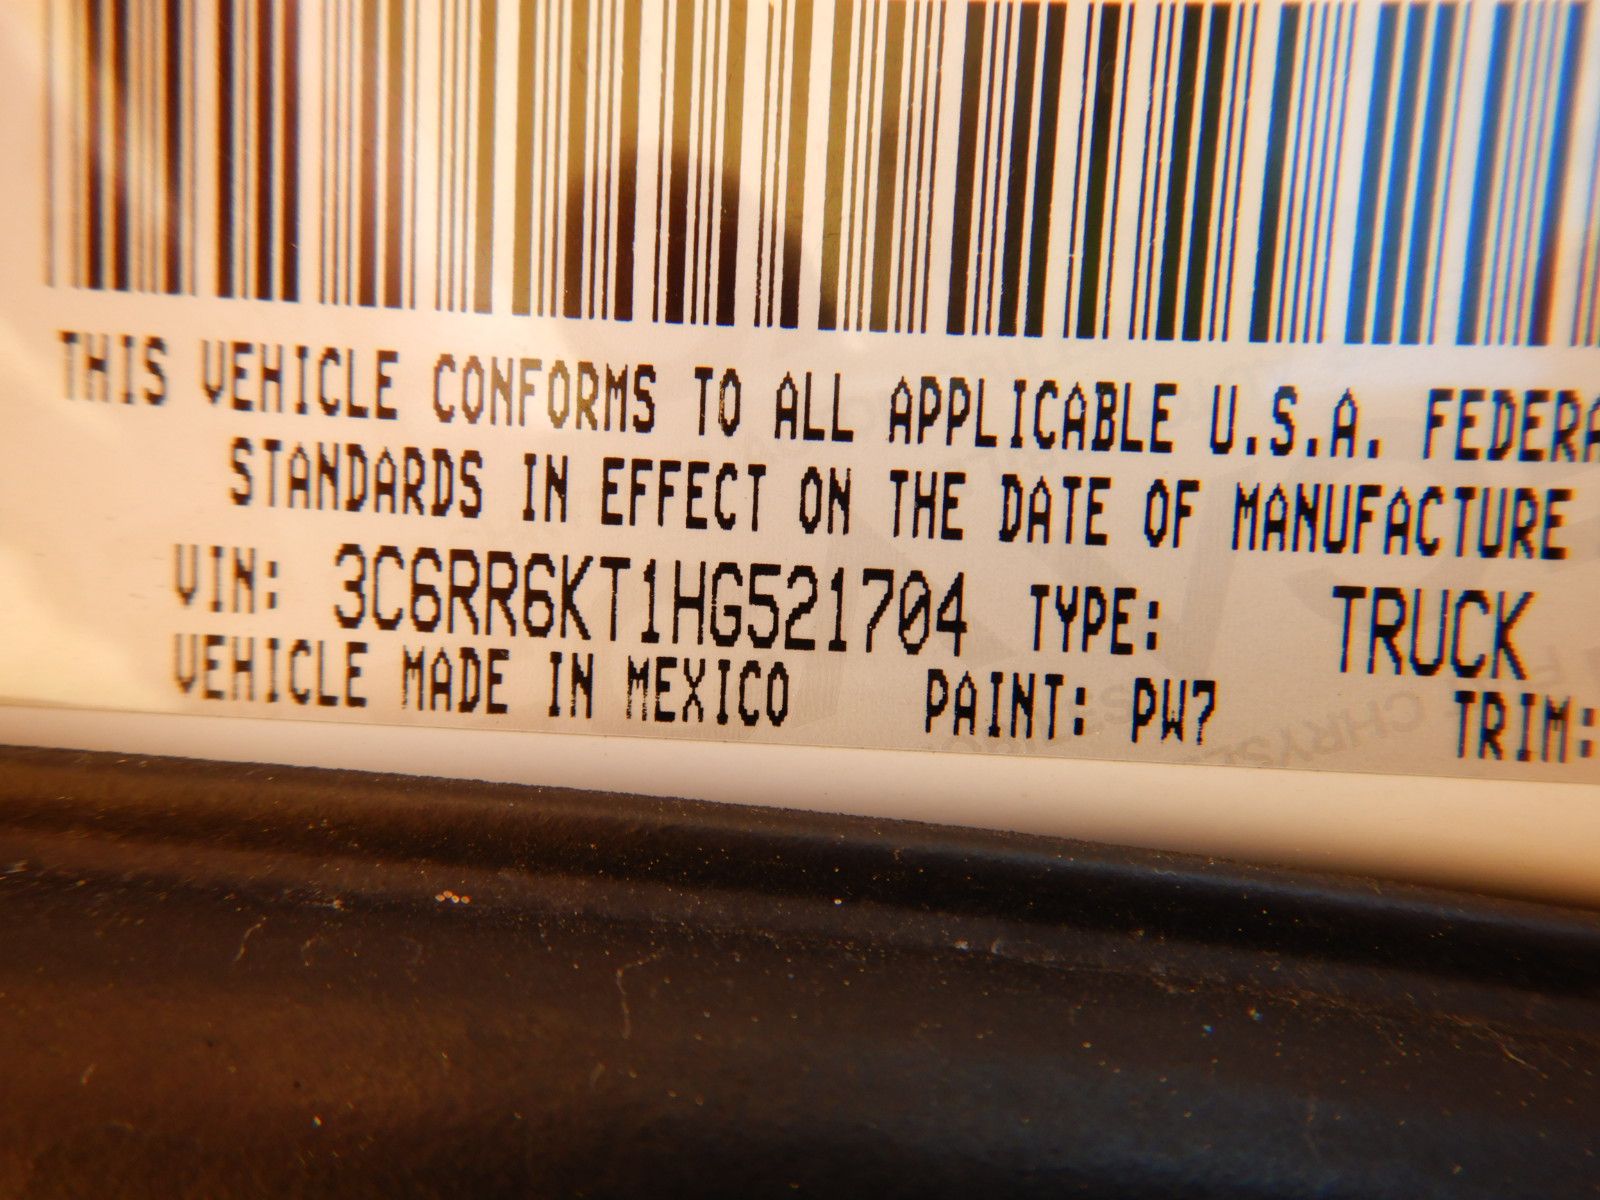 THIS VEHICLE CONFORMS TO ALL APPLICABLE U.S.A. FEDERA
STANDARDS IN EFFECT ON THE DATE OF MANUFACTURE
VIN: 3C6RR6KT1HG521704 TYPE: TRUCK
VEHICLE MADE IN MEXICO PAINT: PW7 TRIM: